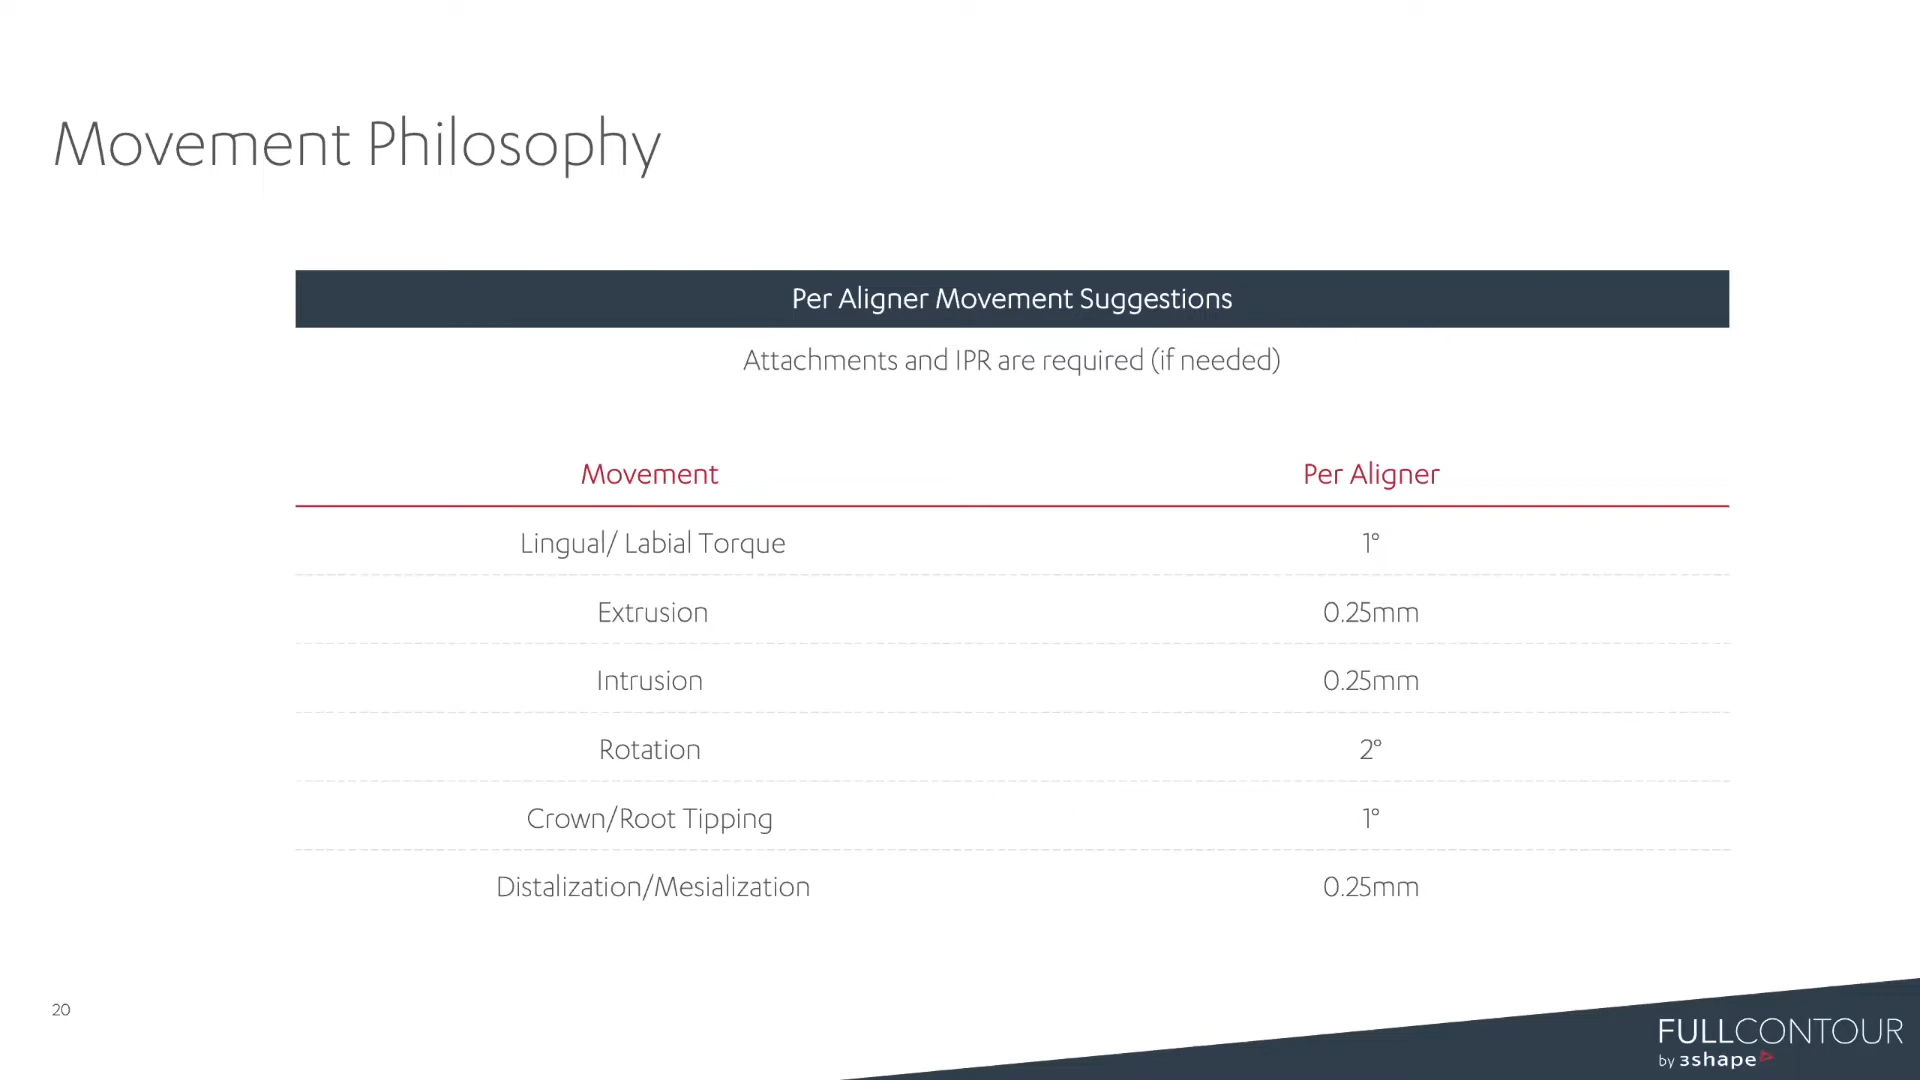 Movement Philosophy
Per Aligner Movement Suggestions
Attachments and IPR are required (if needed)
Movement Per Aligner
Lingual/ Labial Torque 1°
Extrusion 0.25mm
Intrusion 0.25mm
Rotation 2°
Crown/Root Tipping 1°
Distalization/Mesialization 0.25mm
20
FULLCONTOUR
by 3shape